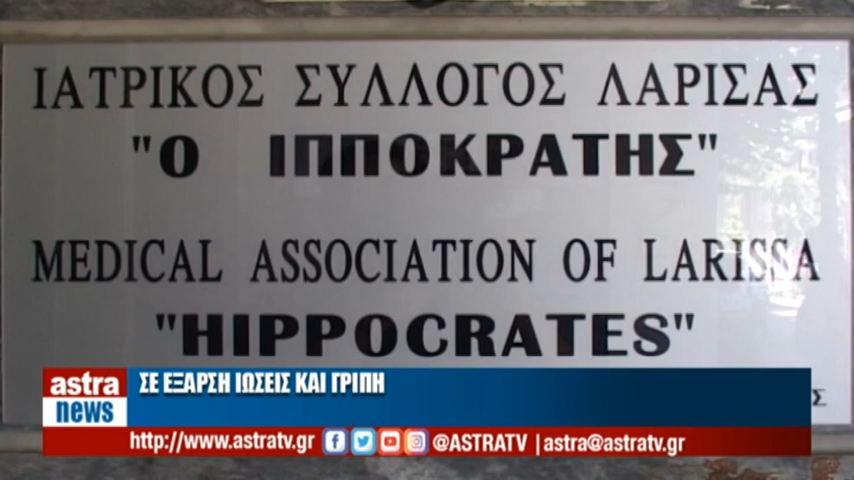 ΙΑΤΡΙΚΟΣ ΣΥΛΛΟΓΟΣ ΛΑΡΙΣΑΣ
"Ο ΙΠΠΟΚΡΑΤΗΣ"
MEDICAL ASSOCIATION OF LARISSA
"HIPPOCRATES"
astra
news
ΣΕ ΕΞΑΡΣΗ ΙΩΣΕΙΣ ΚΑΙ ΓΡΙΠΗ
http://www.astratv.gr @ASTRATV | astra@astratv.gr